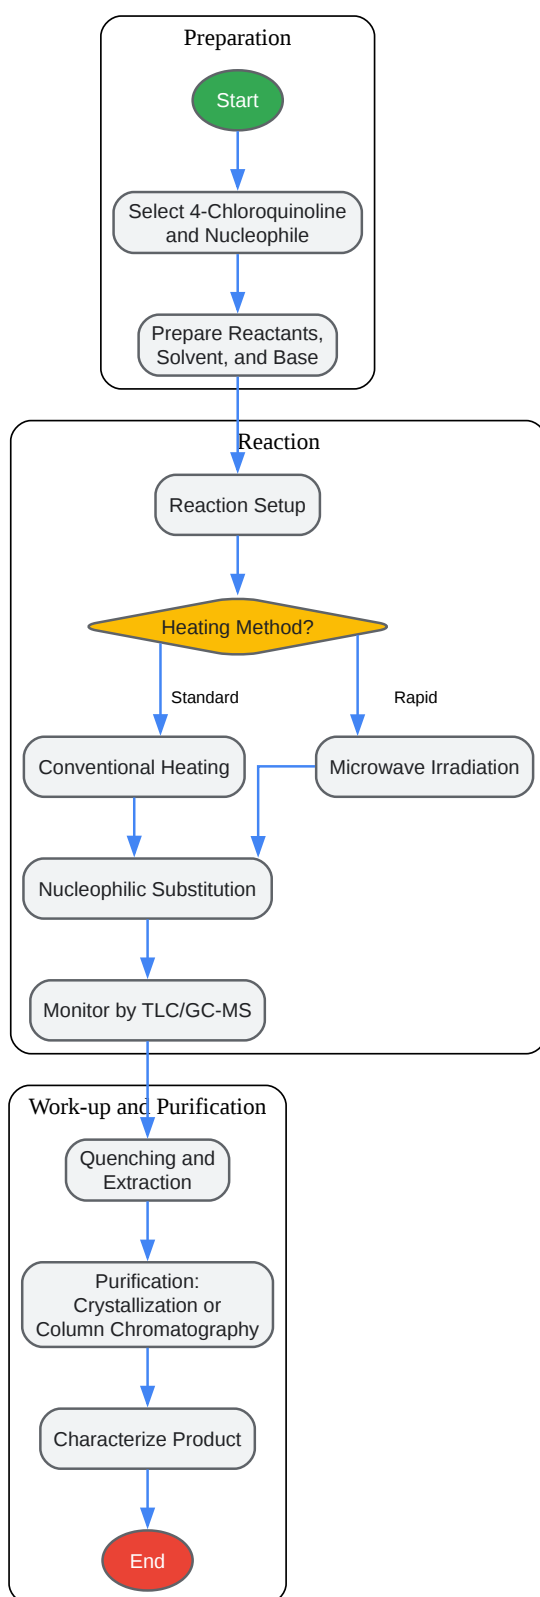 Preparation
Start
Select 4-Chloroquinoline
and Nucleophile
Prepare Reactants,
Solvent, and Base
Reaction
Reaction Setup
Heating Method?
Standard
Rapid
Conventional Heating
Microwave Irradiation
Nucleophilic Substitution
Monitor by TLC/GC-MS
Work-up and Purification
Quenching and
Extraction
Purification:
Crystallization or
Column Chromatography
Characterize Product
End